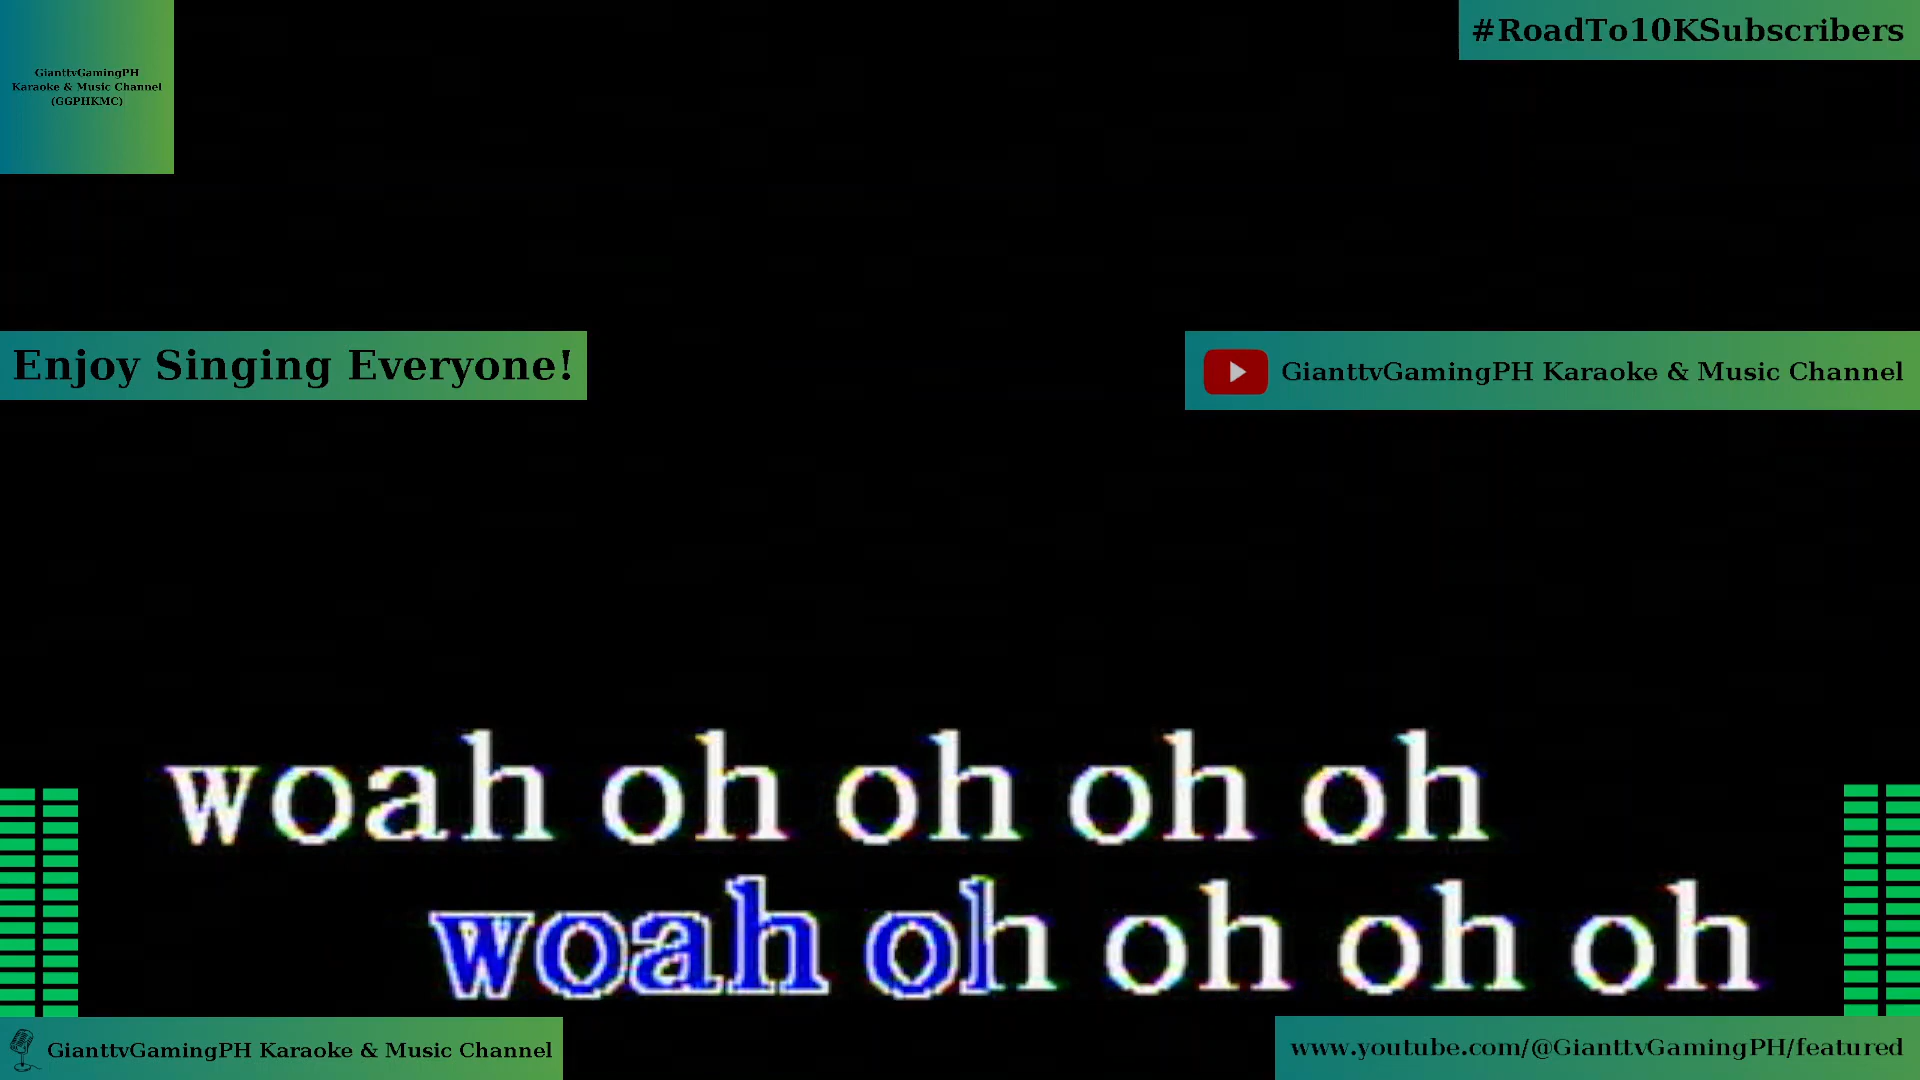 GianttvGamingPH
Karaoke & Music Channel
(GGPHKMC)
#RoadTo10KSubscribers
Enjoy Singing Everyone!
GianttvGamingPH Karaoke & Music Channel
woah oh oh oh oh
woah oh oh oh oh
GianttvGamingPH Karaoke & Music Channel
www.youtube.com/@GianttvGamingPH/featured